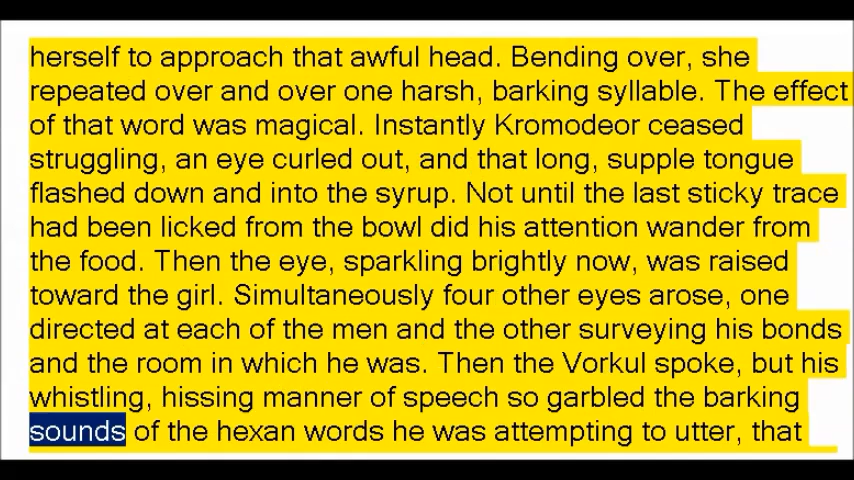 herself to approach that awful head. Bending over, she
repeated over and over one harsh, barking syllable. The effect
of that word was magical. Instantly Kromodeor ceased
struggling, an eye curled out, and that long, supple tongue
flashed down and into the syrup. Not until the last sticky trace
had been licked from the bowl did his attention wander from
the food. Then the eye, sparkling brightly now, was raised
toward the girl. Simultaneously four other eyes arose, one
directed at each of the men and the other surveying his bonds
and the room in which he was. Then the Vorkul spoke, but his
whistling, hissing manner of speech so garbled the barking
sounds of the hexan words he was attempting to utter, that